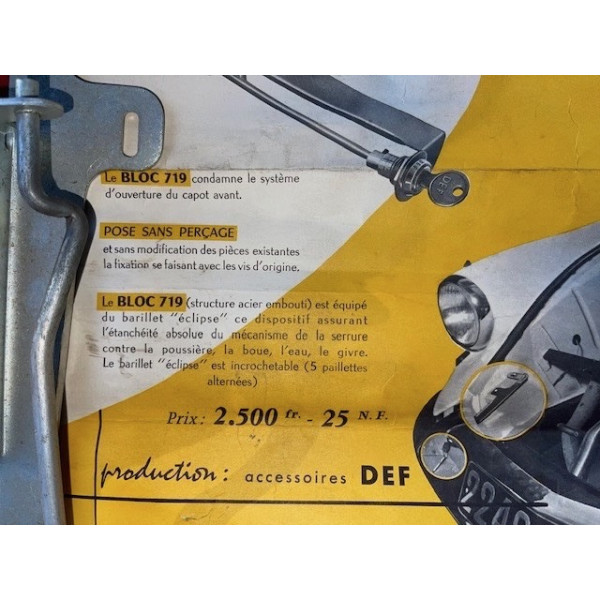 DEF
Le BLOC 719 condamne le système
d'ouverture du capot avant.
POSE SANS PERÇAGE
et sans modification des pièces existantes
la fixation se faisant avec les vis d'origine.
Le BLOC 719 (structure acier embouti) est équipé
du barillet "éclipse" ce dispositif assurant
l'étanchéité absolue du mécanisme de la serrure
contre la poussière, la boue, l'eau, le givre.
Le barillet "éclipse" est incrochetable (5 paillettes
alternées)
Prix : 2.500 fr. - 25 N.F.
production : accessoires DEF